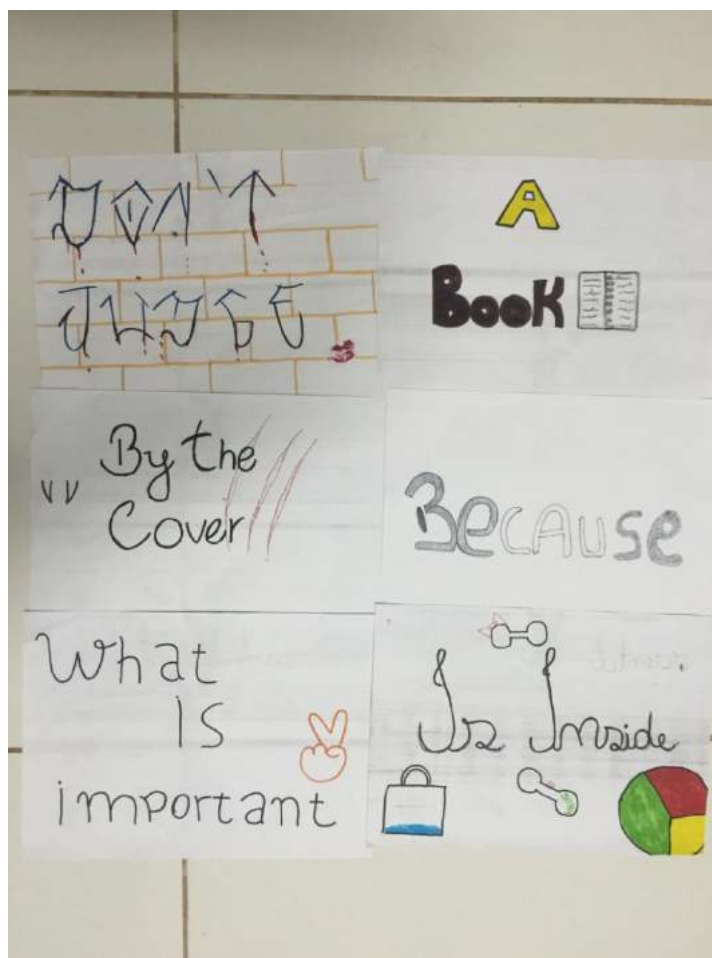 DON'T
JUDGE
A
BOOK
By the
Cover
BECAUSE
What
Is
important
Is Inside